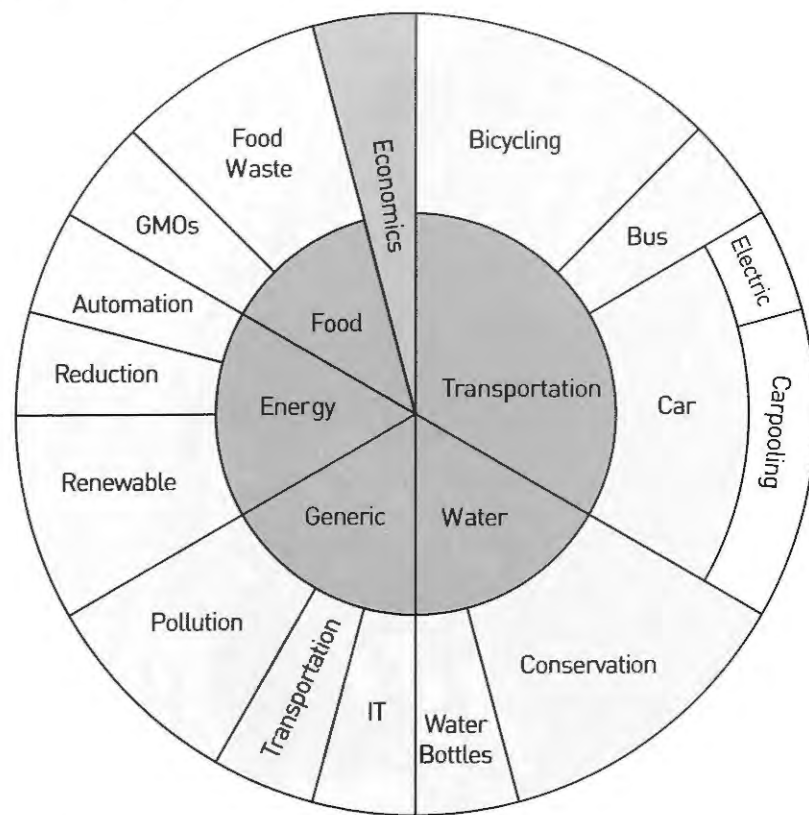 Economics
Bicycling
Food
Waste
GMOs
Bus
Electric
Automation
Food
Reduction
Energy
Transportation
Car
Carpooling
Renewable
Generic
Water
Pollution
Transportation
IT
Water
Bottles
Conservation